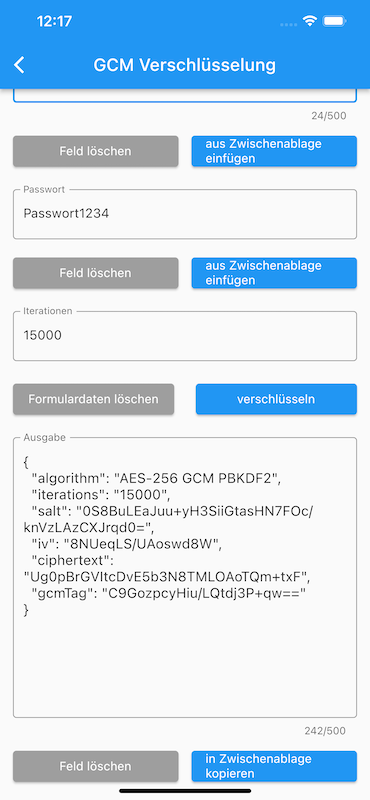 12:17
GCM Verschlüsselung
24/500
Feld löschen
aus Zwischenablage
einfügen
Passwort
Passwort1234
Feld löschen
aus Zwischenablage
einfügen
Iterationen
15000
Formulardaten löschen
verschlüsseln
Ausgabe
{
"algorithm": "AES-256 GCM PBKDF2",
"iterations": "15000",
"salt": "0S8BuLEaJuu+yH3SiiGtasHN7FOc/
knVzLAzCXJrqd0=",
"iv": "8NUeqLS/UAoswd8W",
"ciphertext":
"Ug0pBrGVItcDvE5b3N8TMLOAoTQm+txF",
"gcmTag": "C9GozpcyHiu/LQtdj3P+qw=="
}
242/500
Feld löschen
in Zwischenablage
kopieren